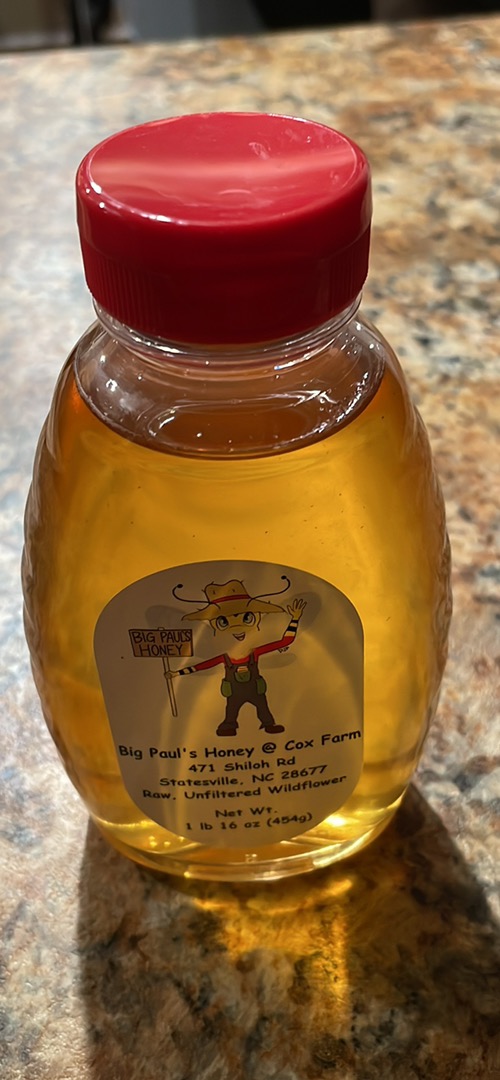 BIG PAUL'S
HONEY
Big Paul's Honey @ Cox Farm
471 Shiloh Rd
Statesville, NC 28677
Raw, Unfiltered Wildflower
Net Wt.
1 lb 16 oz (454g)